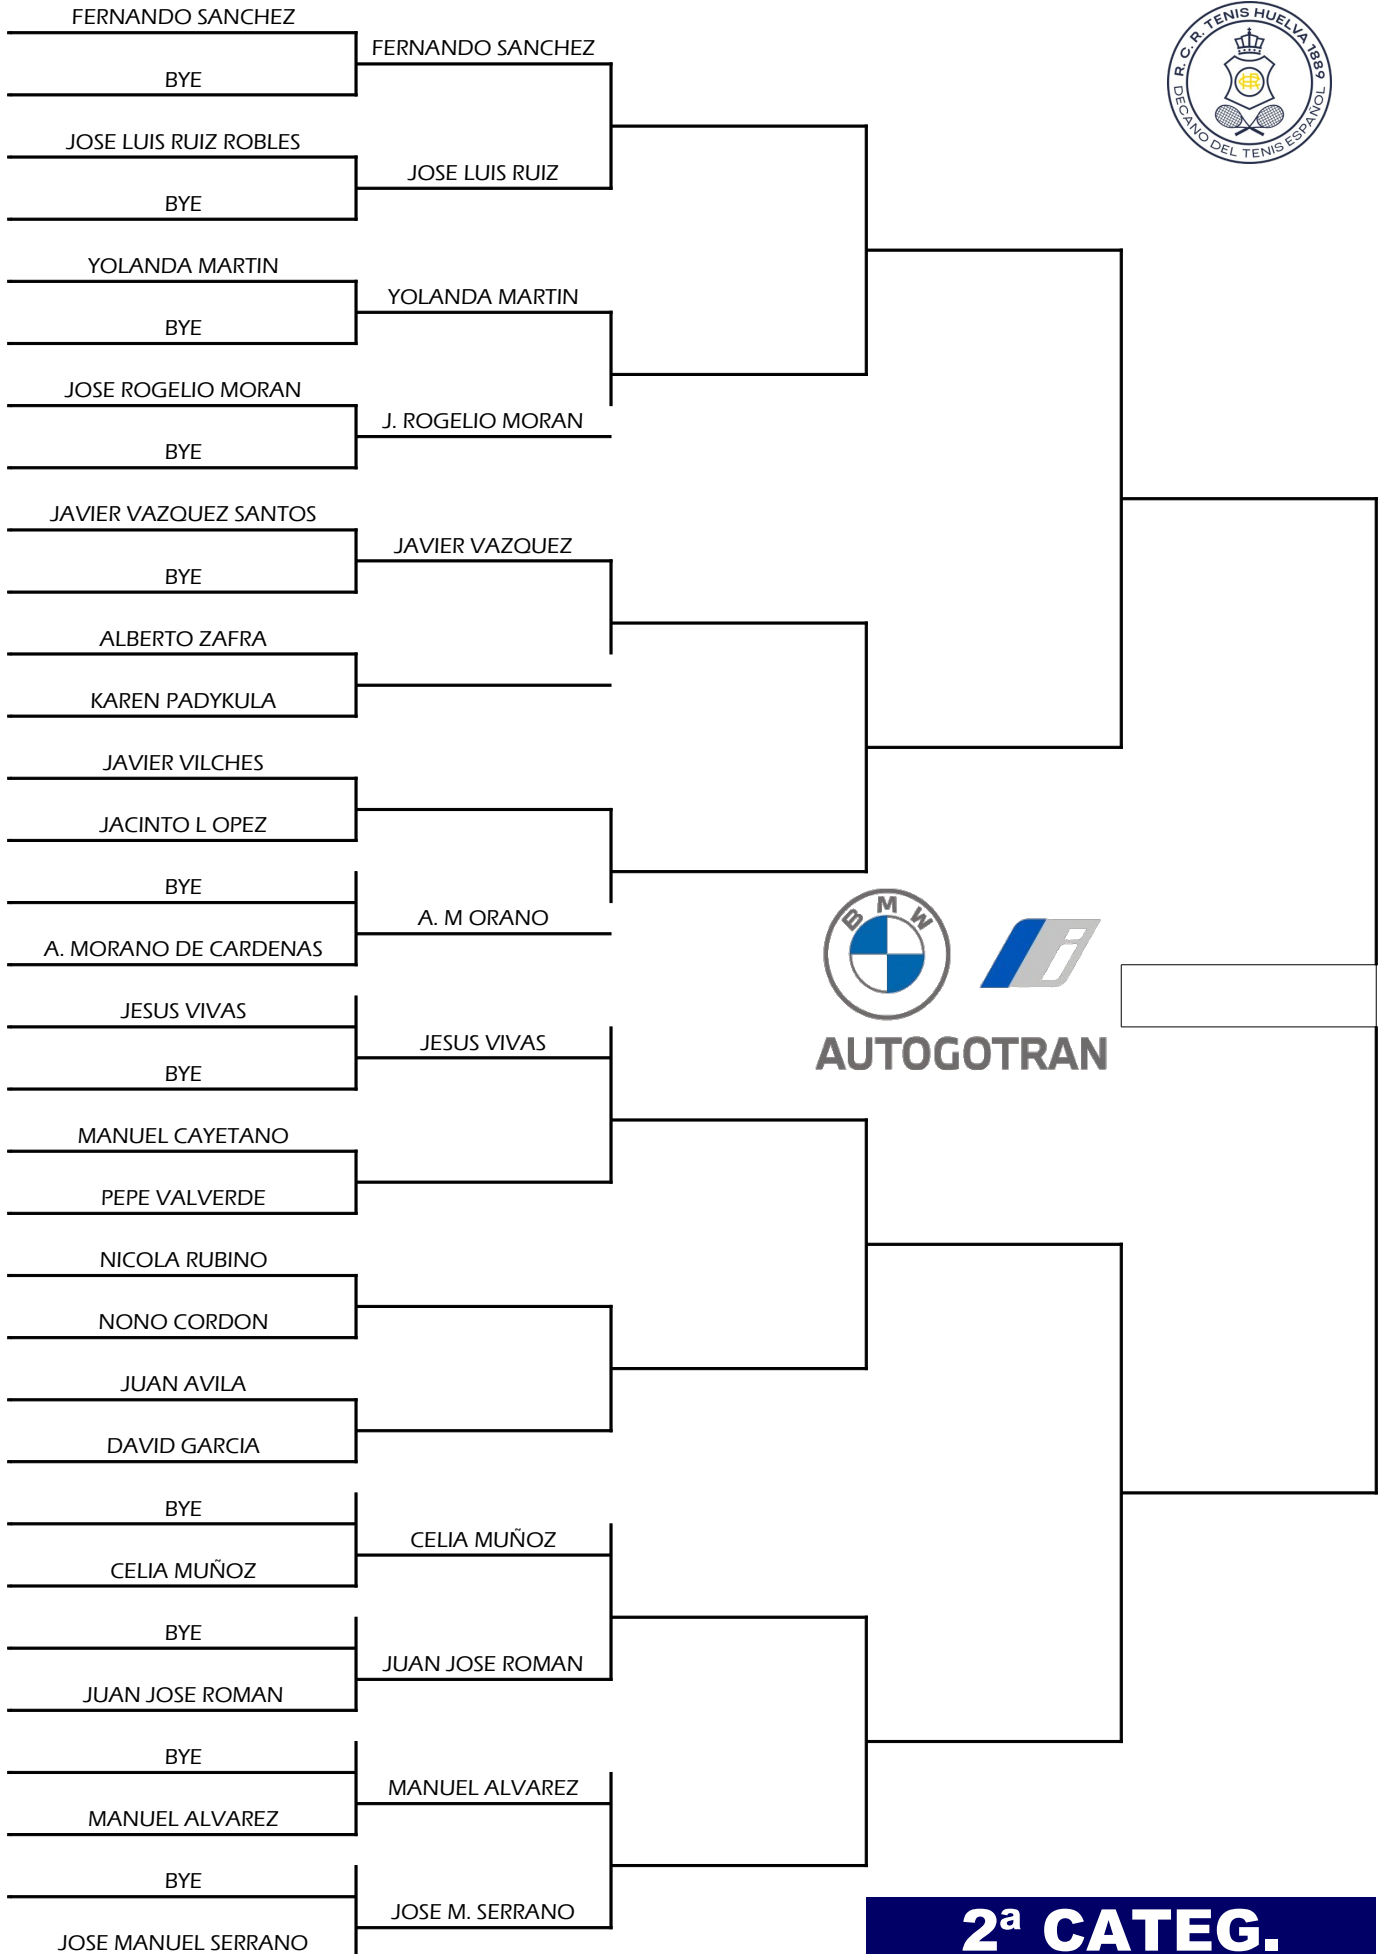 FERNANDO SANCHEZ
BYE
JOSE LUIS RUIZ ROBLES
BYE
YOLANDA MARTIN
BYE
JOSE ROGELIO MORAN
BYE
JAVIER VAZQUEZ SANTOS
BYE
ALBERTO ZAFRA
KAREN PADYKULA
JAVIER VILCHES
JACINTO L OPEZ
BYE
A. MORANO DE CARDENAS
JESUS VIVAS
BYE
MANUEL CAYETANO
PEPE VALVERDE
NICOLA RUBINO
NONO CORDON
JUAN AVILA
DAVID GARCIA
BYE
CELIA MUÑOZ
BYE
JUAN JOSE ROMAN
BYE
MANUEL ALVAREZ
BYE
JOSE MANUEL SERRANO
FERNANDO SANCHEZ
JOSE LUIS RUIZ
YOLANDA MARTIN
J. ROGELIO MORAN
JAVIER VAZQUEZ
A. M ORANO
JESUS VIVAS
CELIA MUÑOZ
JUAN JOSE ROMAN
MANUEL ALVAREZ
JOSE M. SERRANO
R. C. R. TENIS HUELVA 1889
DECANO DEL TENIS ESPAÑOL
BMW
i
AUTOGOTRAN
2ª CATEG.